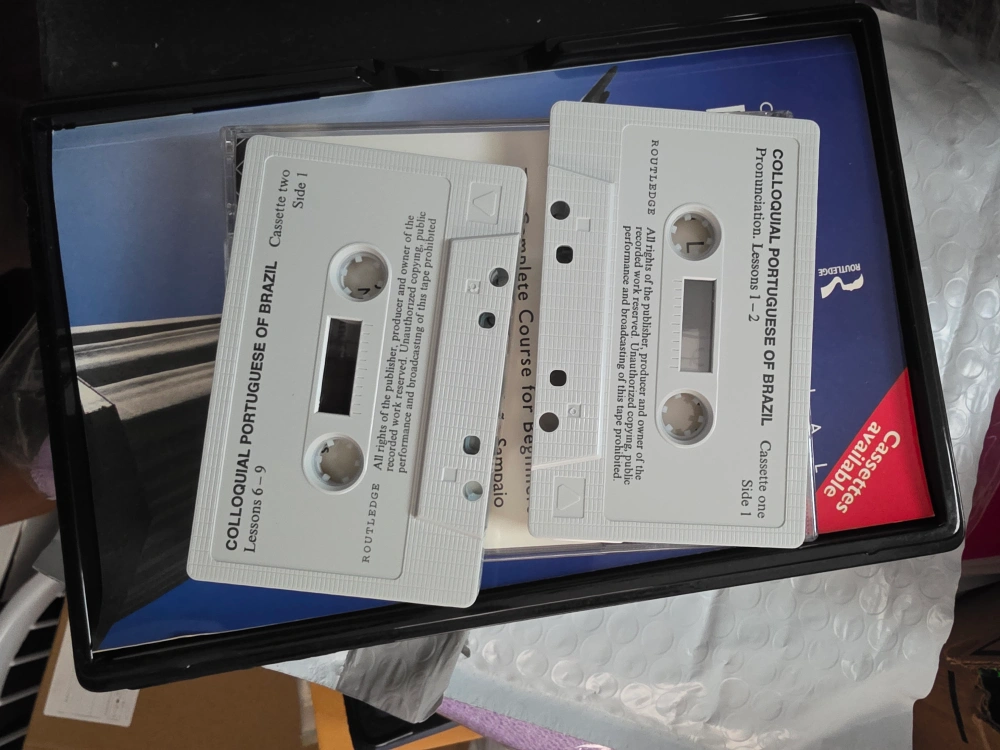 COLLOQUIAL PORTUGUESE OF BRAZIL Cassette two
Lessons 6 – 9
Side 1
ROUTLEDGE
All rights of the publisher, producer and owner of the
recorded work reserved. Unauthorized copying, public
performance and broadcasting of this tape prohibited
COLLOQUIAL PORTUGUESE OF BRAZIL Cassette one
Pronunciation. Lessons 1 – 2
Side 1
ROUTLEDGE
All rights of the publisher, producer and owner of the
recorded work reserved. Unauthorized copying, public
performance and broadcasting of this tape prohibited.
Course for
Sampaio
ROUTLEDGE
Cassettes
available